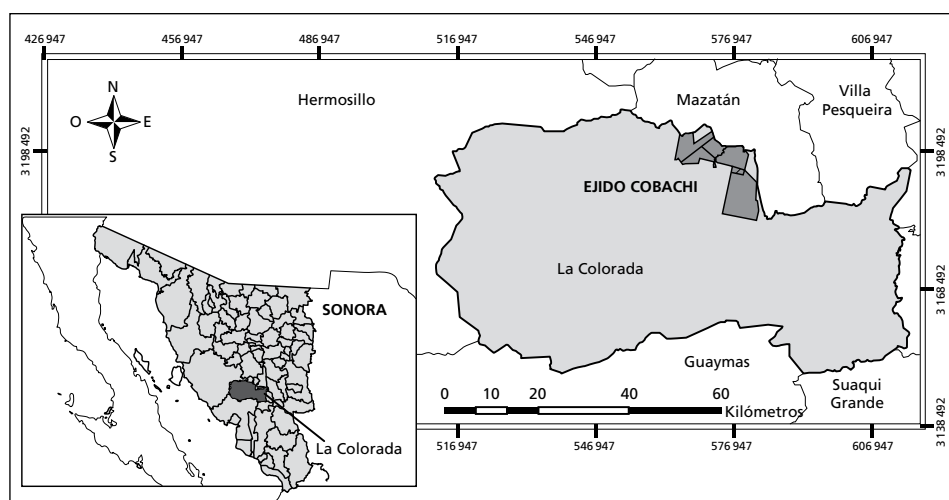 426 947 456 947 486 947 516 947 546 947 576 947 606 947
N
O E
S
Hermosillo
Mazatán
Villa
Pesqueira
3 198 492
3 198 492
EJIDO COBACHI
La Colorada
3 168 492
SONORA
Guaymas
Suaqui
Grande
0 10 20 40 60
Kilómetros
La Colorada
3 138 492
516 947 546 947 576 947 606 947